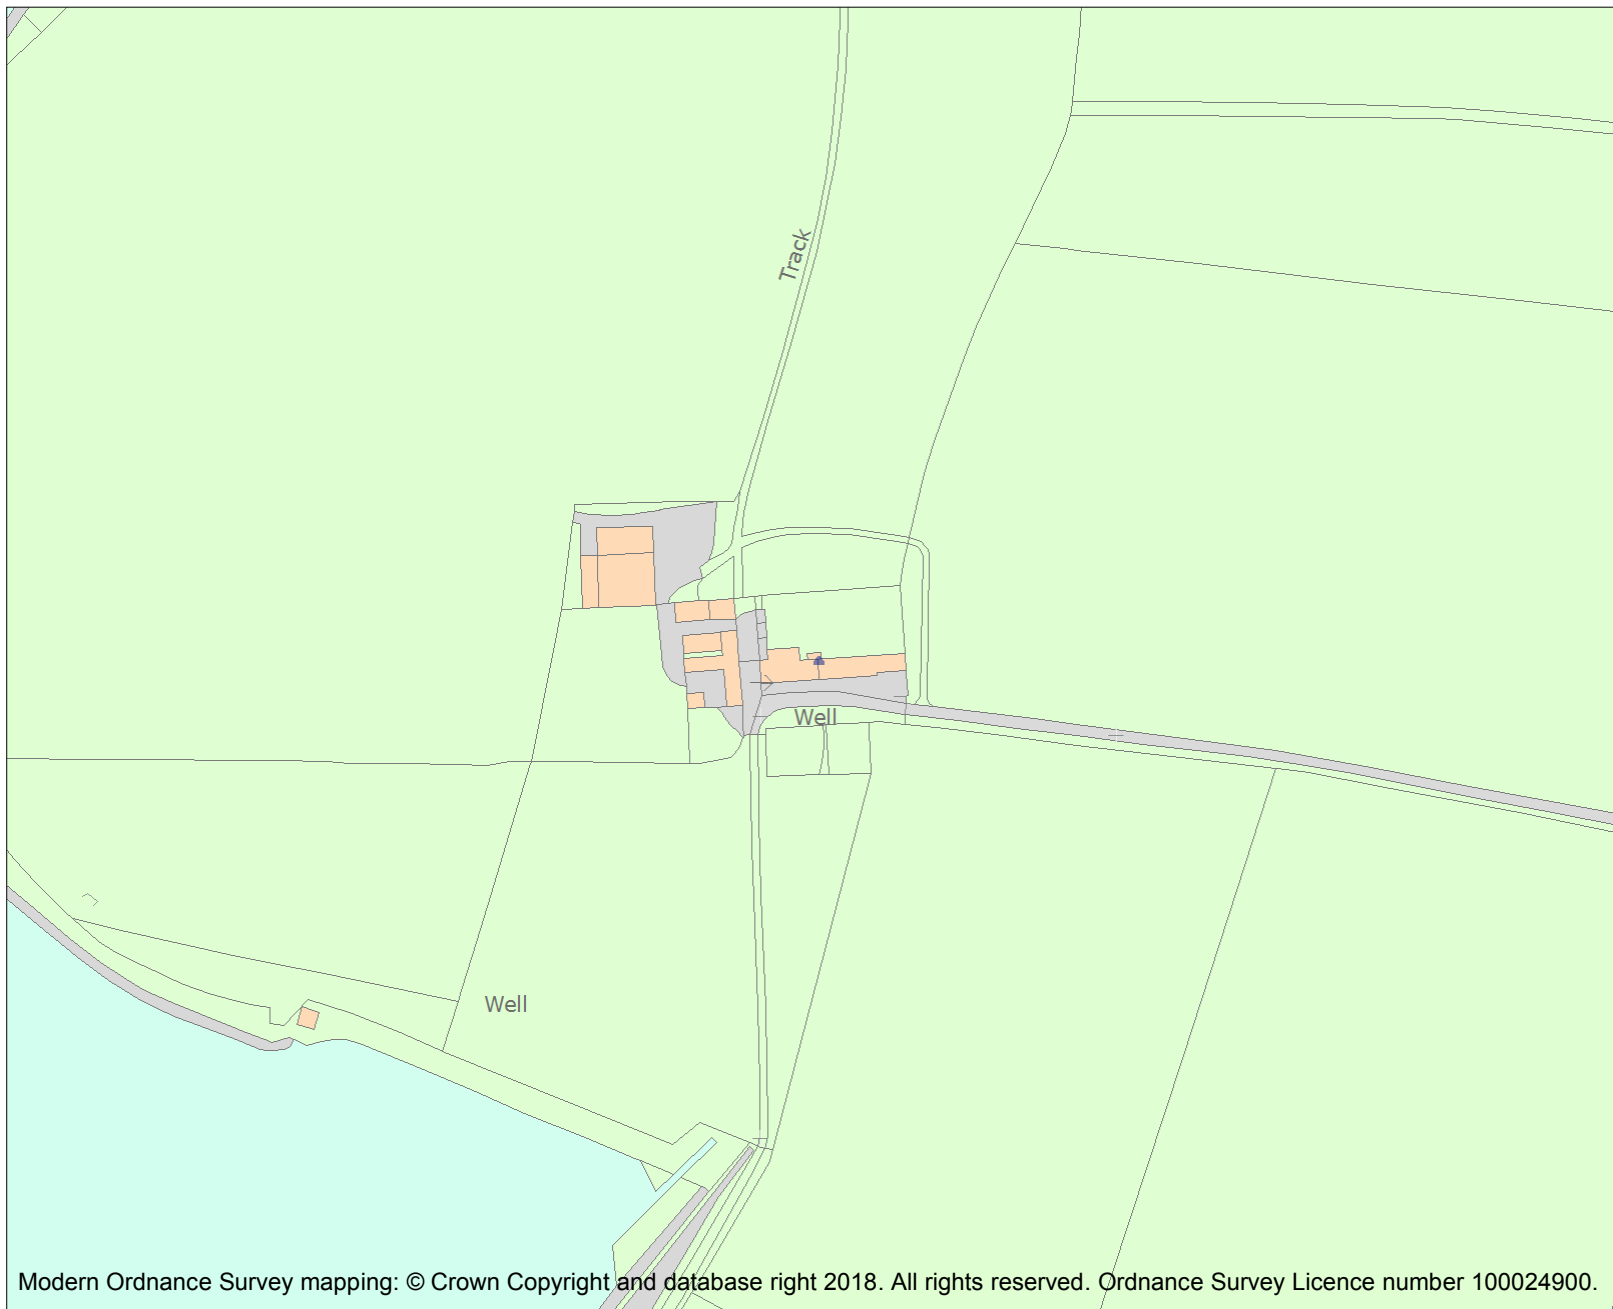 Track
Well
Well
Modern Ordnance Survey mapping: © Crown Copyright and database right 2018. All rights reserved. Ordnance Survey Licence number 100024900.